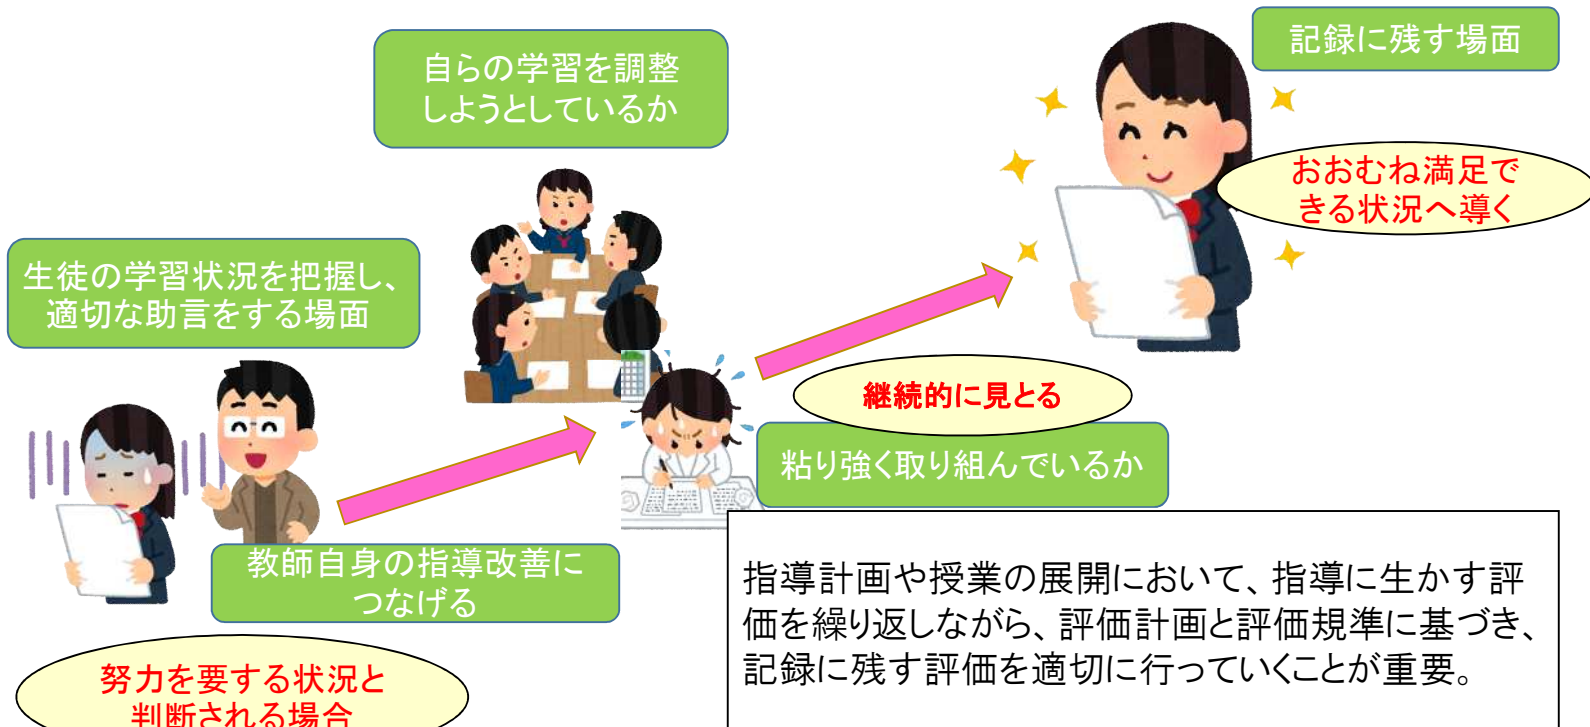 記録に残す場面
自らの学習を調整
しようとしているか
おおむね満足で
きる状況へ導く
生徒の学習状況を把握し、
適切な助言をする場面
継続的に見とる
粘り強く取り組んでいるか
教師自身の指導改善に
つなげる
努力を要する状況と
判断される場合
指導計画や授業の展開において、指導に生かす評
価を繰り返しながら、評価計画と評価規準に基づき、
記録に残す評価を適切に行っていくことが重要。